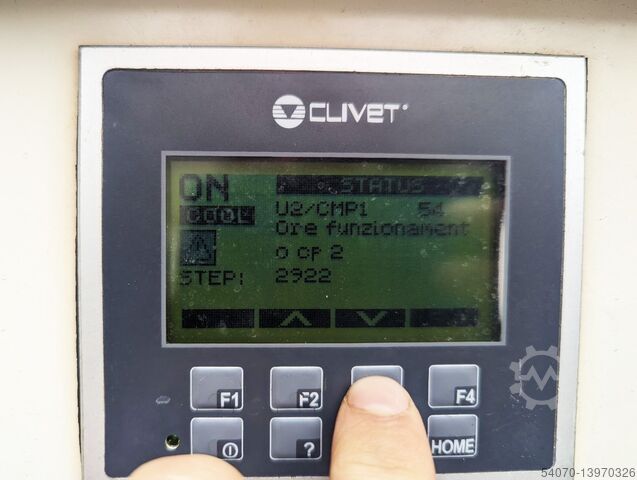 CLIVET
ON
STATUS
COOL
U2/CMP1 54
Ore funzionament
o cp 2
STEP: 2922
F1
F2
F4
?
HOME
54070-13970326